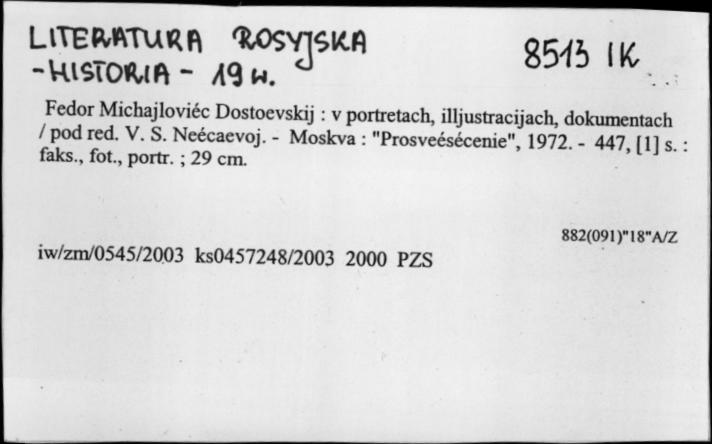 LITERATURA ROSYJSKA
-HISTORIA - 19 w.
8513 IK
Fedor Michajloviéc Dostoevskij : v portretach, illjustracijach, dokumentach
/ pod red. V. S. Neécaevoj. - Moskva : "Prosveésécenie", 1972. - 447, [1] s. :
faks., fot., portr. ; 29 cm.
882(091)"18"A/Z
iw/zm/0545/2003 ks0457248/2003 2000 PZS